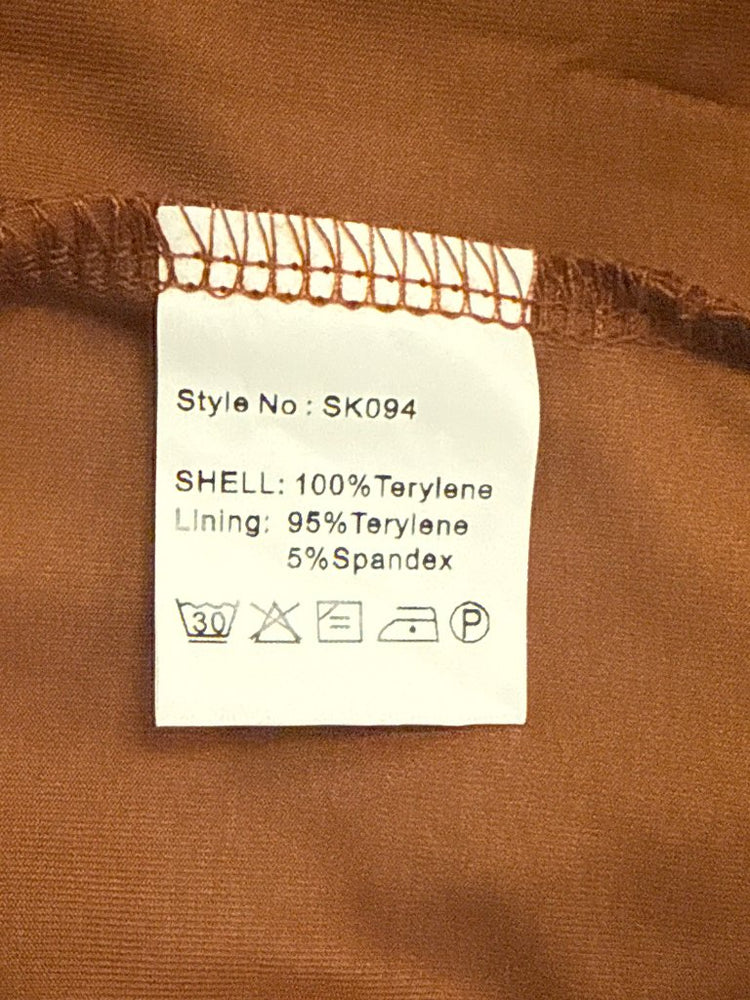 Style No : SK094
SHELL: 100%Terylene
Lining: 95%Terylene
5%Spandex
30 P